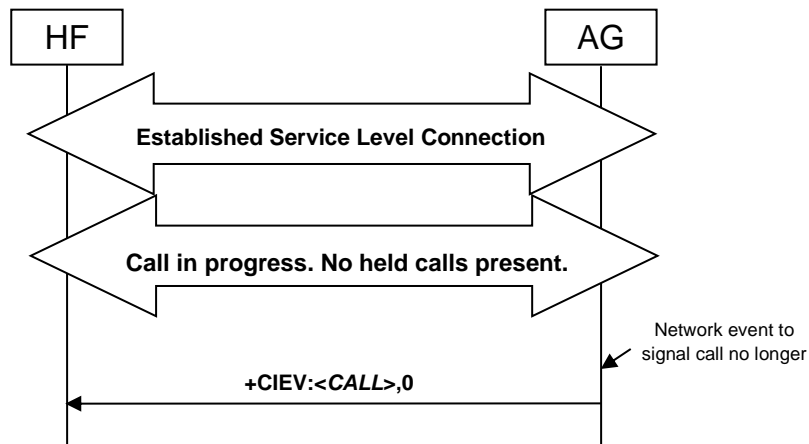 HF
AG
Established Service Level Connection
Call in progress. No held calls present.
Network event to
signal call no longer
+CIEV:<CALL>,0